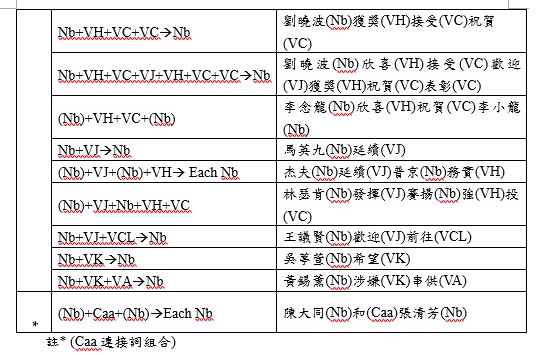 Nb+VH+VC+VC→Nb
劉曉波(Nb)獲獎(VH)接受(VC)祝賀
(VC)
Nb+VH+VC+VJ+VH+VC+VC→Nb
劉曉波(Nb)欣喜(VH)接受(VC)歡迎
(VJ)獲獎(VH)祝賀(VC)表彰(VC)
(Nb)+VH+VC+(Nb)
李念龍(Nb)欣喜(VH)祝賀(VC)李小龍
(Nb)
Nb+VJ→Nb
馬英九(Nb)延續(VJ)
(Nb)+VJ+(Nb)+VH→ Each Nb
杰夫(Nb)延續(VJ)普京(Nb)務實(VH)
(Nb)+VJ+Nb+VH+VC
林瑟肯(Nb)發揮(VJ)賽揚(Nb)強(VH)投
(VC)
Nb+VJ+VCL→Nb
王議賢(Nb)歡迎(VJ)前往(VCL)
Nb+VK→Nb
吳萼萱(Nb)希望(VK)
Nb+VK+VA→Nb
黃錫薰(Nb)涉嫌(VK)串供(VA)
*
(Nb)+Caa+(Nb)→Each Nb
陳大同(Nb)和(Caa)張清芳(Nb)
註* (Caa 連接詞組合)